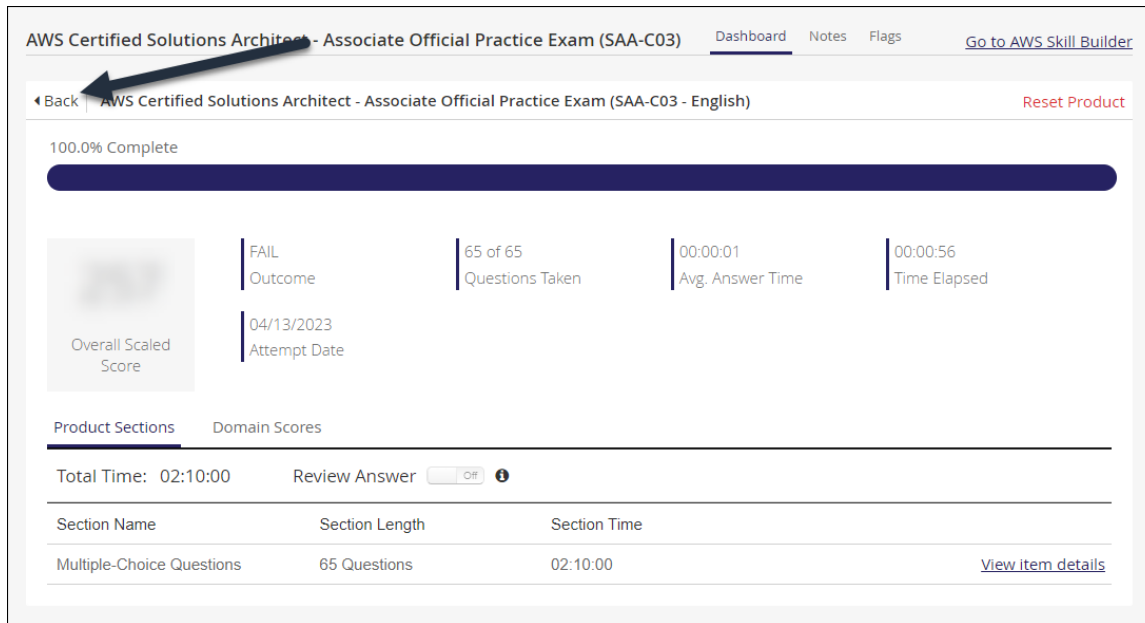 AWS Certified Solutions Architect - Associate Official Practice Exam (SAA-C03) Dashboard Notes Flags Go to AWS Skill Builder
Back AWS Certified Solutions Architect - Associate Official Practice Exam (SAA-C03 - English) Reset Product
100.0% Complete
FAIL 65 of 65 00:00:01 00:00:56
Outcome Questions Taken Avg. Answer Time Time Elapsed
04/13/2023
Overall Scaled Attempt Date
Score
Product Sections Domain Scores
Total Time: 02:10:00 Review Answer Off
Section Name Section Length Section Time
Multiple-Choice Questions 65 Questions 02:10:00 View item details